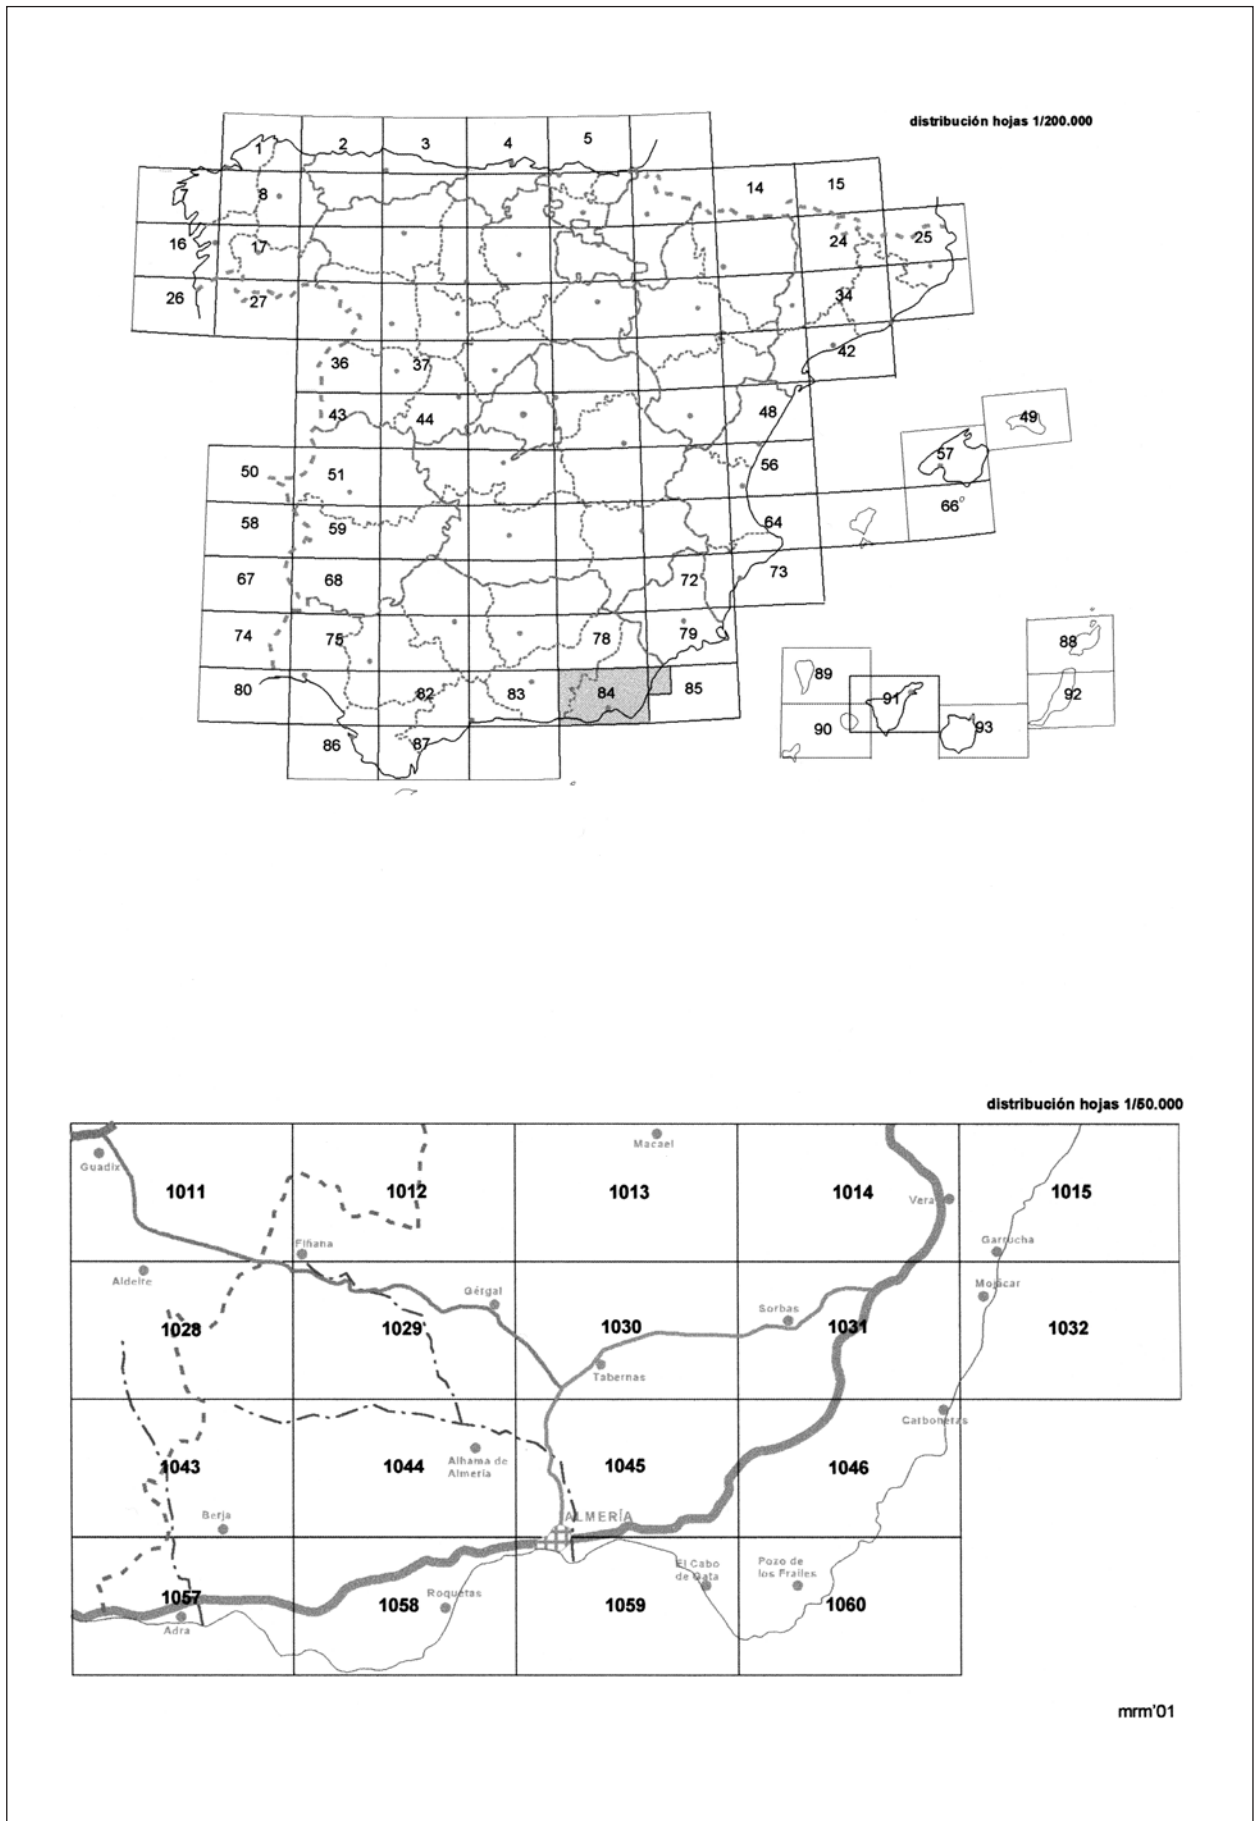 distribución hojas 1/200.000
1 2 3 4 5
7 8 14 15
16 17 24 25
26 27 34
36 37 42
43 44 48 49
50 51 56 57
58 59 64 66
67 68 72 73
74 75 78 79 88
80 82 83 84 85 89 91 92
86 87 90 93
distribución hojas 1/50.000
Macael
Guadix
1011 1012 1013 1014 1015
Vera
Garrucha
Fiñana
Aldeire
Gérgal
Mojácar
Sorbas
1028 1029 1030 1031 1032
Tabernas
Carboneras
1043 1044 1045 1046
Alhama de
Almería
Berja
ALMERÍA
El Cabo
de Gata
Pozo de
los Frailes
1057 1058 1059 1060
Roquetas
Adra
mrm'01